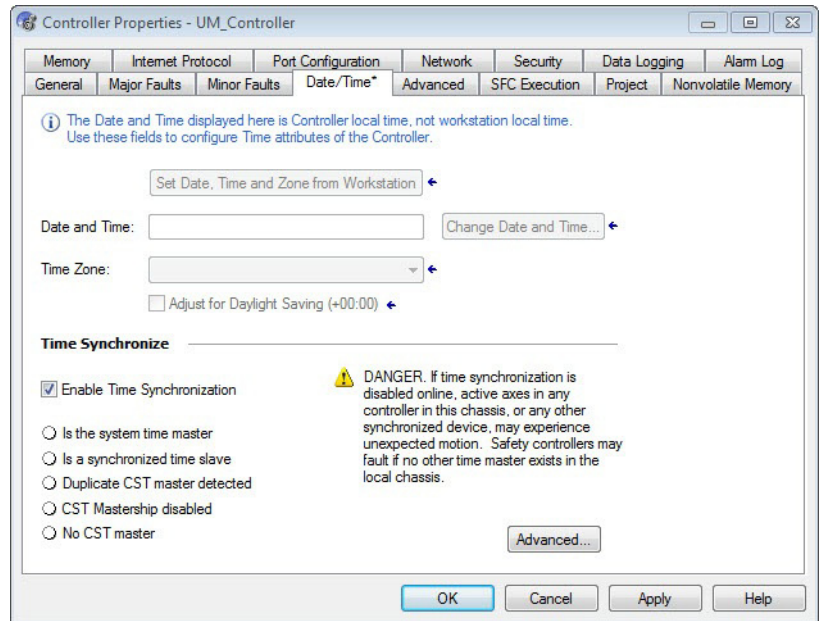 Controller Properties - UM_Controller
Memory Internet Protocol Port Configuration Network Security Data Logging Alarm Log
General Major Faults Minor Faults Date/Time* Advanced SFC Execution Project Nonvolatile Memory
The Date and Time displayed here is Controller local time, not workstation local time.
Use these fields to configure Time attributes of the Controller.
Set Date, Time and Zone from Workstation
Date and Time: Change Date and Time...
Time Zone:
Adjust for Daylight Saving (+00:00)
Time Synchronize
Enable Time Synchronization
Is the system time master
Is a synchronized time slave
Duplicate CST master detected
CST Mastership disabled
No CST master
DANGER. If time synchronization is
disabled online, active axes in any
controller in this chassis, or any other
synchronized device, may experience
unexpected motion. Safety controllers may
fault if no other time master exists in the
local chassis.
Advanced...
OK Cancel Apply Help